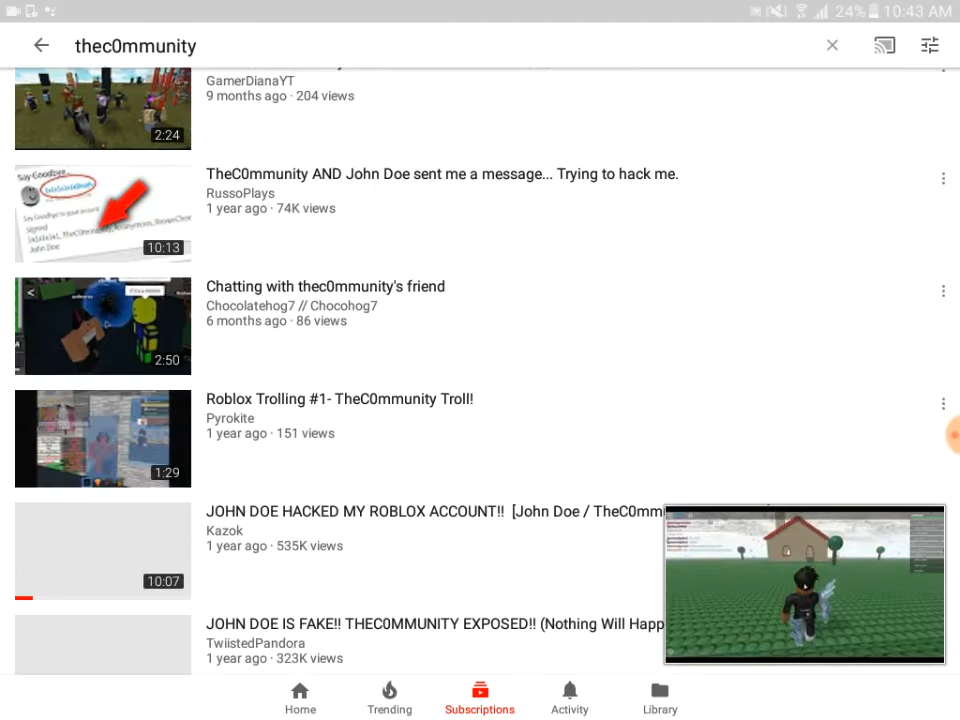 24% 10:43 AM
thec0mmunity
GamerDianaYT
9 months ago · 204 views
2:24
Say Goodbye...
TheC0mmunity AND John Doe sent me a message... Trying to hack me.
RussoPlays
1 year ago · 74K views
John Doe
10:13
Chatting with thec0mmunity's friend
Chocolatehog7 // Chocohog7
6 months ago · 86 views
2:50
Roblox Trolling #1- TheC0mmunity Troll!
Pyrokite
1 year ago · 151 views
1:29
JOHN DOE HACKED MY ROBLOX ACCOUNT!! [John Doe / TheC0mm
Kazok
1 year ago · 535K views
10:07
JOHN DOE IS FAKE!! THEC0MMUNITY EXPOSED!! (Nothing Will Happ
TwiistedPandora
1 year ago · 323K views
Home
Trending
Subscriptions
Activity
Library